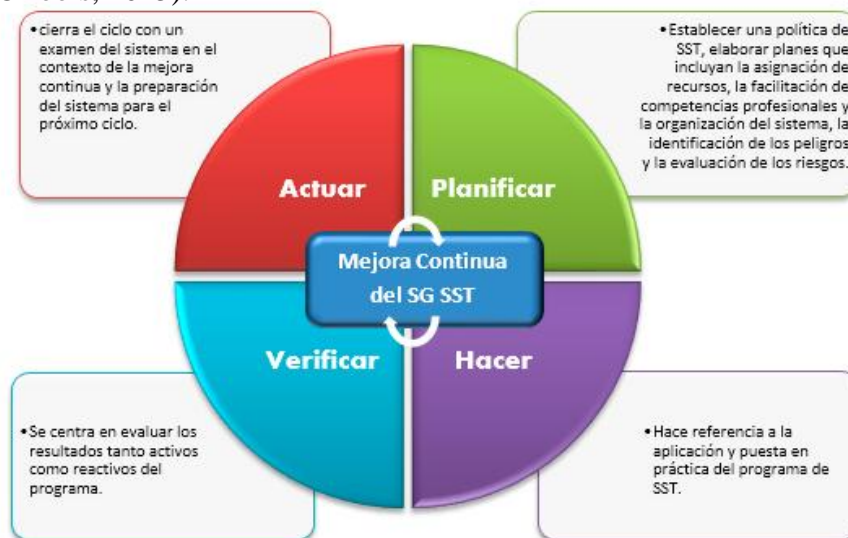 •cierra el ciclo con un
examen del sistema en el
contexto de la mejora
continua y la preparación
del sistema para el
próximo ciclo.
•Establecer una política de
SST, elaborar planes que
incluyan la asignación de
recursos, la facilitación de
competencias profesionales y
la organización del sistema, la
identificación de los peligros
y la evaluación de los riesgos.
Actuar
Planificar
Mejora Continua
del SG SST
Verificar
Hacer
•Se centra en evaluar los
resultados tanto activos
como reactivos del
programa.
•Hace referencia a la
aplicación y puesta en
práctica del programa de
SST.